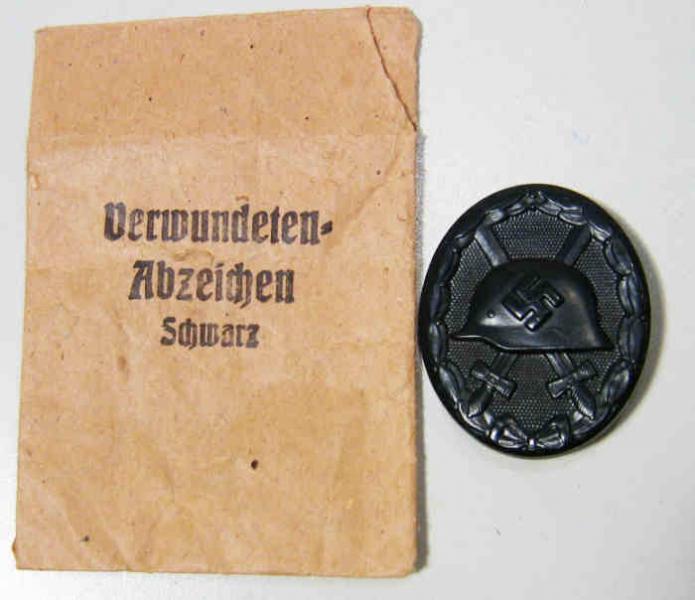 Verwundeten-
Abzeichen
Schwarz